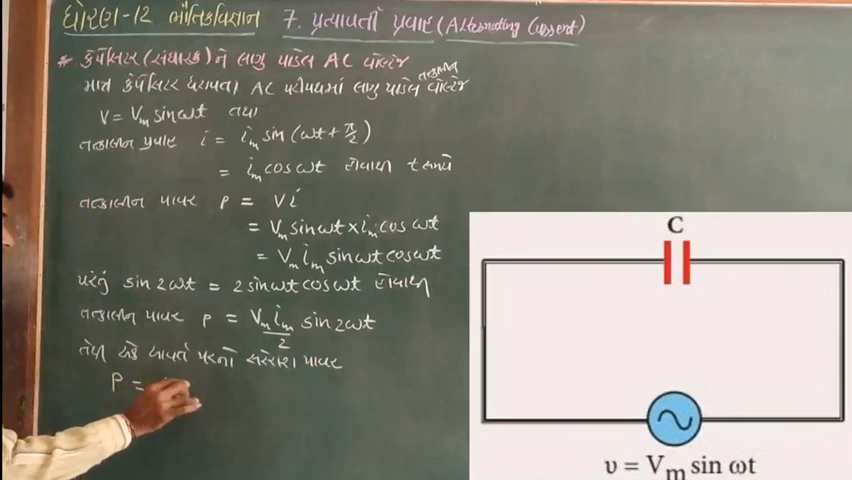 ધોરણ-12 ભૌતિકવિજ્ઞાન 7. પ્રત્યાવર્તી પ્રવાહ (Alternating Current)
* કેપેસિટર (સંધારક) ને લાગુ પાડેલ AC વોલ્ટેજ
માત્ર કેપેસિટર ધરાવતા AC પરિપથમાં લાગુ પાડેલ તત્કાલીન વોલ્ટેજ
V = Vₘ sinωt તથા
તત્કાલીન પ્રવાહ i = iₘ sin (ωt + π/2)
= iₘ cos ωt હોવાથી t સમયે
તત્કાલીન પાવર p = Vi
= Vₘ sinωt × iₘ cos ωt
= Vₘ iₘ sinωt cosωt
પરંતુ sin 2ωt = 2 sinωt cosωt હોવાથી
તત્કાલીન પાવર p = Vₘ iₘ/2 sin 2ωt
તેથી એક આવર્ત પરનો સરેરાશ પાવર
P =
C
υ = Vₘ sin ωt